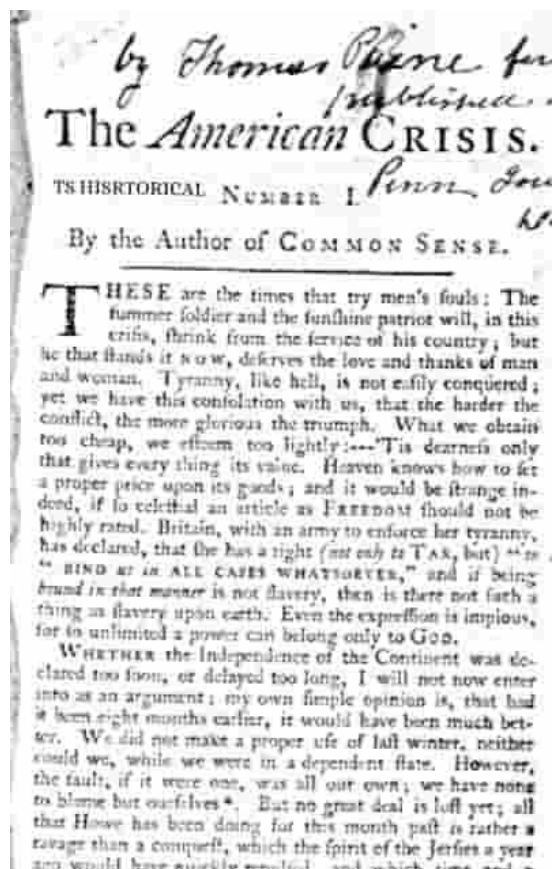 by Thomas Paine
published
The American CRISIS.
TS HISRTORICAL NUMBER I. Penn Jou
By the Author of COMMON SENSE.
THESE are the times that try men's ſouls: The
ſummer ſoldier and the ſunſhine patriot will, in this
criſis, ſhrink from the ſervice of his country; but
he that ſtands it NOW, deſerves the love and thanks of man
and woman. Tyranny, like hell, is not eaſily conquered;
yet we have this conſolation with us, that the harder the
conflict, the more glorious the triumph. What we obtain
too cheap, we eſteem too lightly:---'Tis dearneſs only
that gives every thing its value. Heaven knows how to ſet
a proper price upon its goods; and it would be ſtrange in-
deed, if ſo celeſtial an article as FREEDOM ſhould not be
highly rated. Britain, with an army to enforce her tyranny,
has declared, that ſhe has a right (not only to TAX, but) "to
" BIND us in ALL CASES WHATSOEVER," and if being
bound in that manner is not ſlavery, then is there not ſuch a
thing as ſlavery upon earth. Even the expreſſion is impious,
for ſo unlimited a power can belong only to GOD.
WHETHER the Independence of the Continent was de-
clared too ſoon, or delayed too long, I will not now enter
into as an argument; my own ſimple opinion is, that had
it been eight months earlier, it would have been much bet-
ter. We did not make a proper uſe of laſt winter, neither
could we, while we were in a dependent ſtate. However,
the fault, if it were one, was all our own; we have none
to blame but ourſelves*. But no great deal is loſt yet; all
that Howe has been doing for this month paſt is rather a
ravage than a conqueſt, which the ſpirit of the Jerſies a year
ago would have quickly repulſed, and which time and a